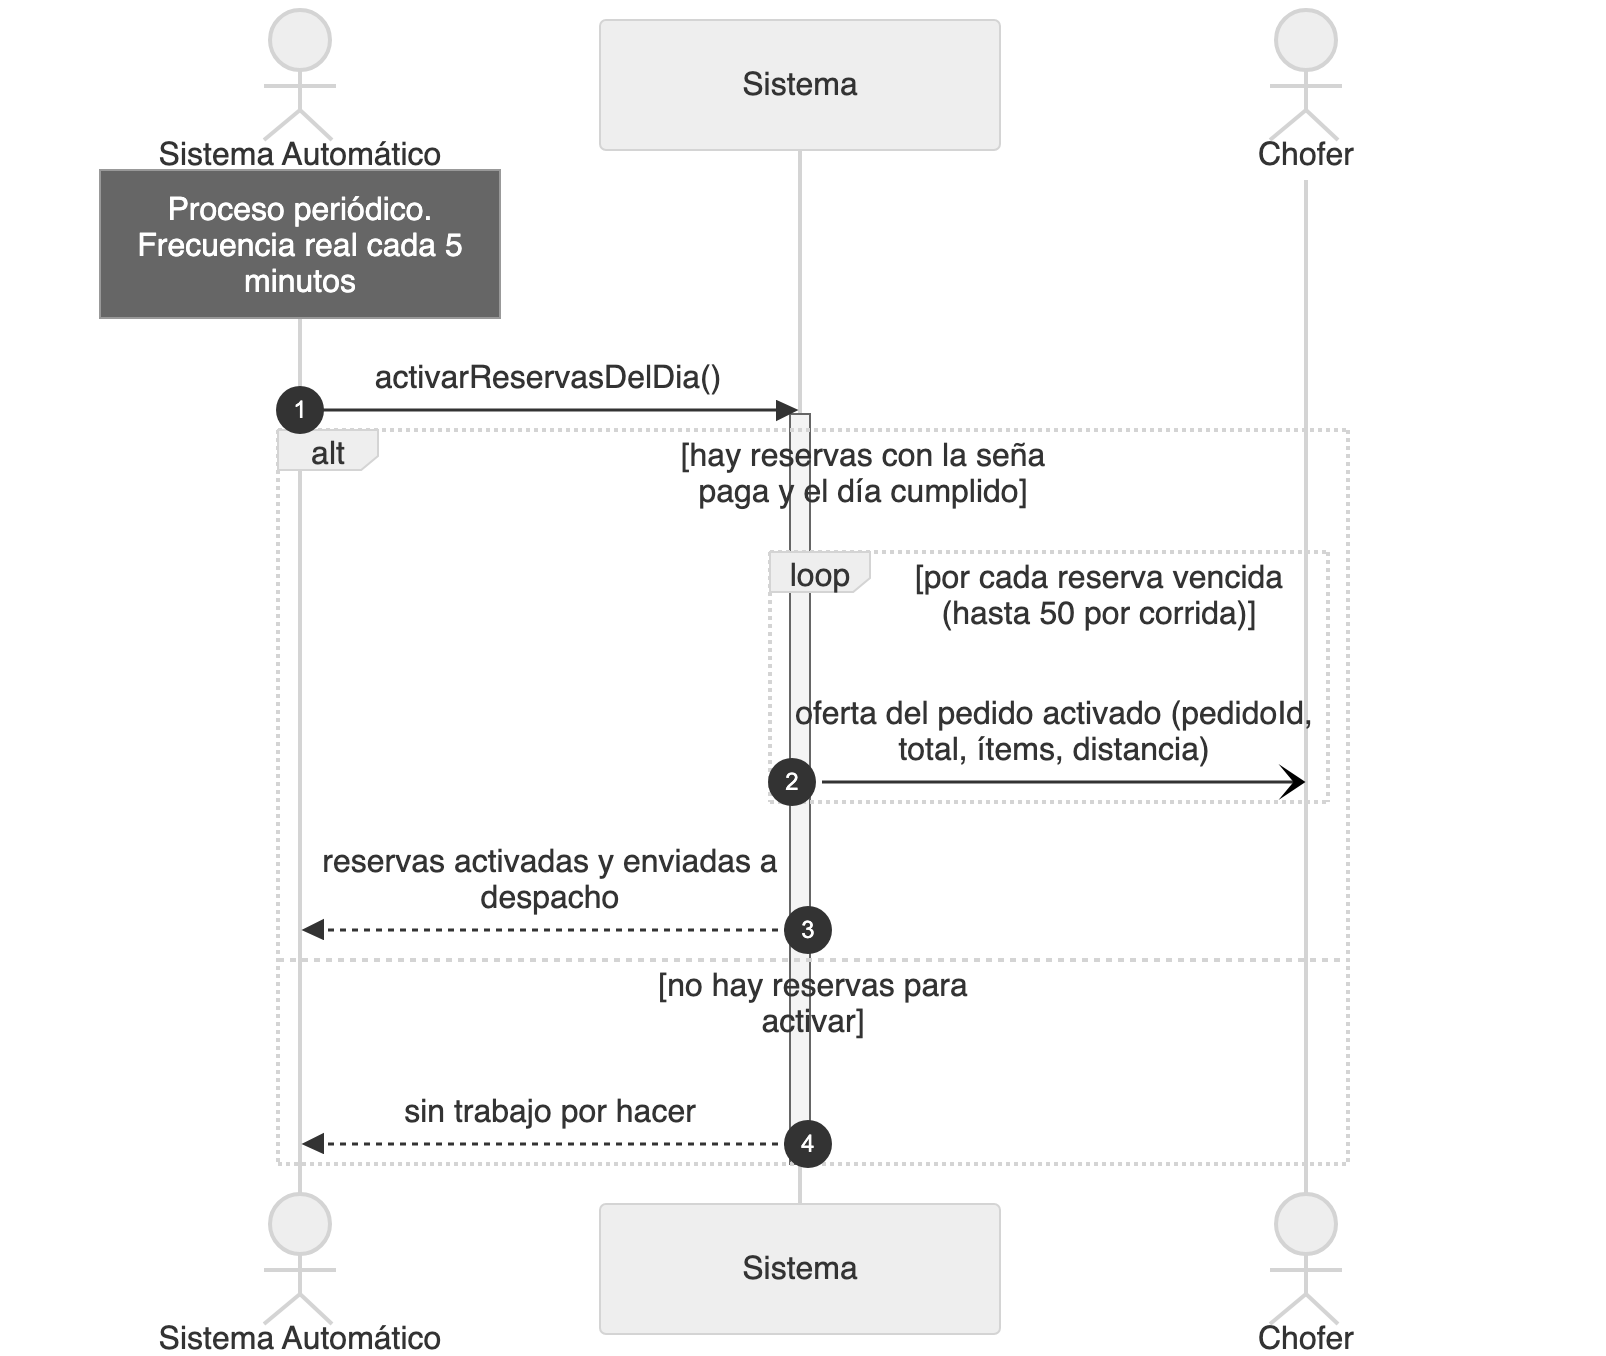 Sistema Automático
Sistema
Chofer
Proceso periódico.
Frecuencia real cada 5
minutos
activarReservasDelDia()
1
alt
[hay reservas con la seña
paga y el día cumplido]
loop
[por cada reserva vencida
(hasta 50 por corrida)]
oferta del pedido activado (pedidoId,
total, ítems, distancia)
2
reservas activadas y enviadas a
despacho
3
[no hay reservas para
activar]
sin trabajo por hacer
4
Sistema Automático
Sistema
Chofer